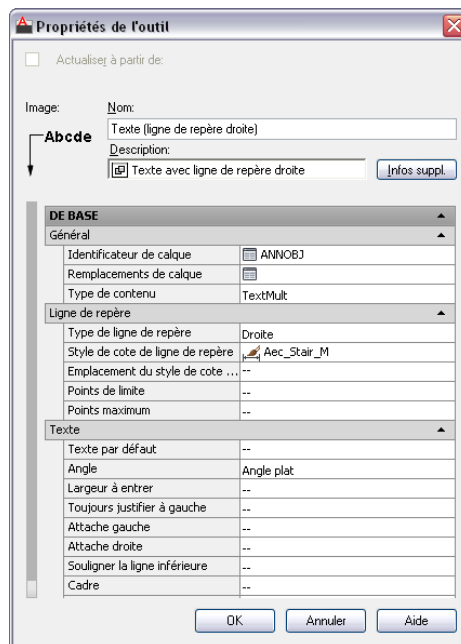 Propriétés de l'outil
Actualiser à partir de:
Image:
Nom:
Abcde
Texte (ligne de repère droite)
Description:
Texte avec ligne de repère droite
Infos suppl.
DE BASE
Général
Identificateur de calque ANNOBJ
Remplacements de calque
Type de contenu TextMult
Ligne de repère
Type de ligne de repère Droite
Style de cote de ligne de repère Aec_Stair_M
Emplacement du style de cote ... --
Points de limite --
Points maximum --
Texte
Texte par défaut --
Angle Angle plat
Largeur à entrer --
Toujours justifier à gauche --
Attache gauche --
Attache droite --
Souligner la ligne inférieure --
Cadre --
OK Annuler Aide